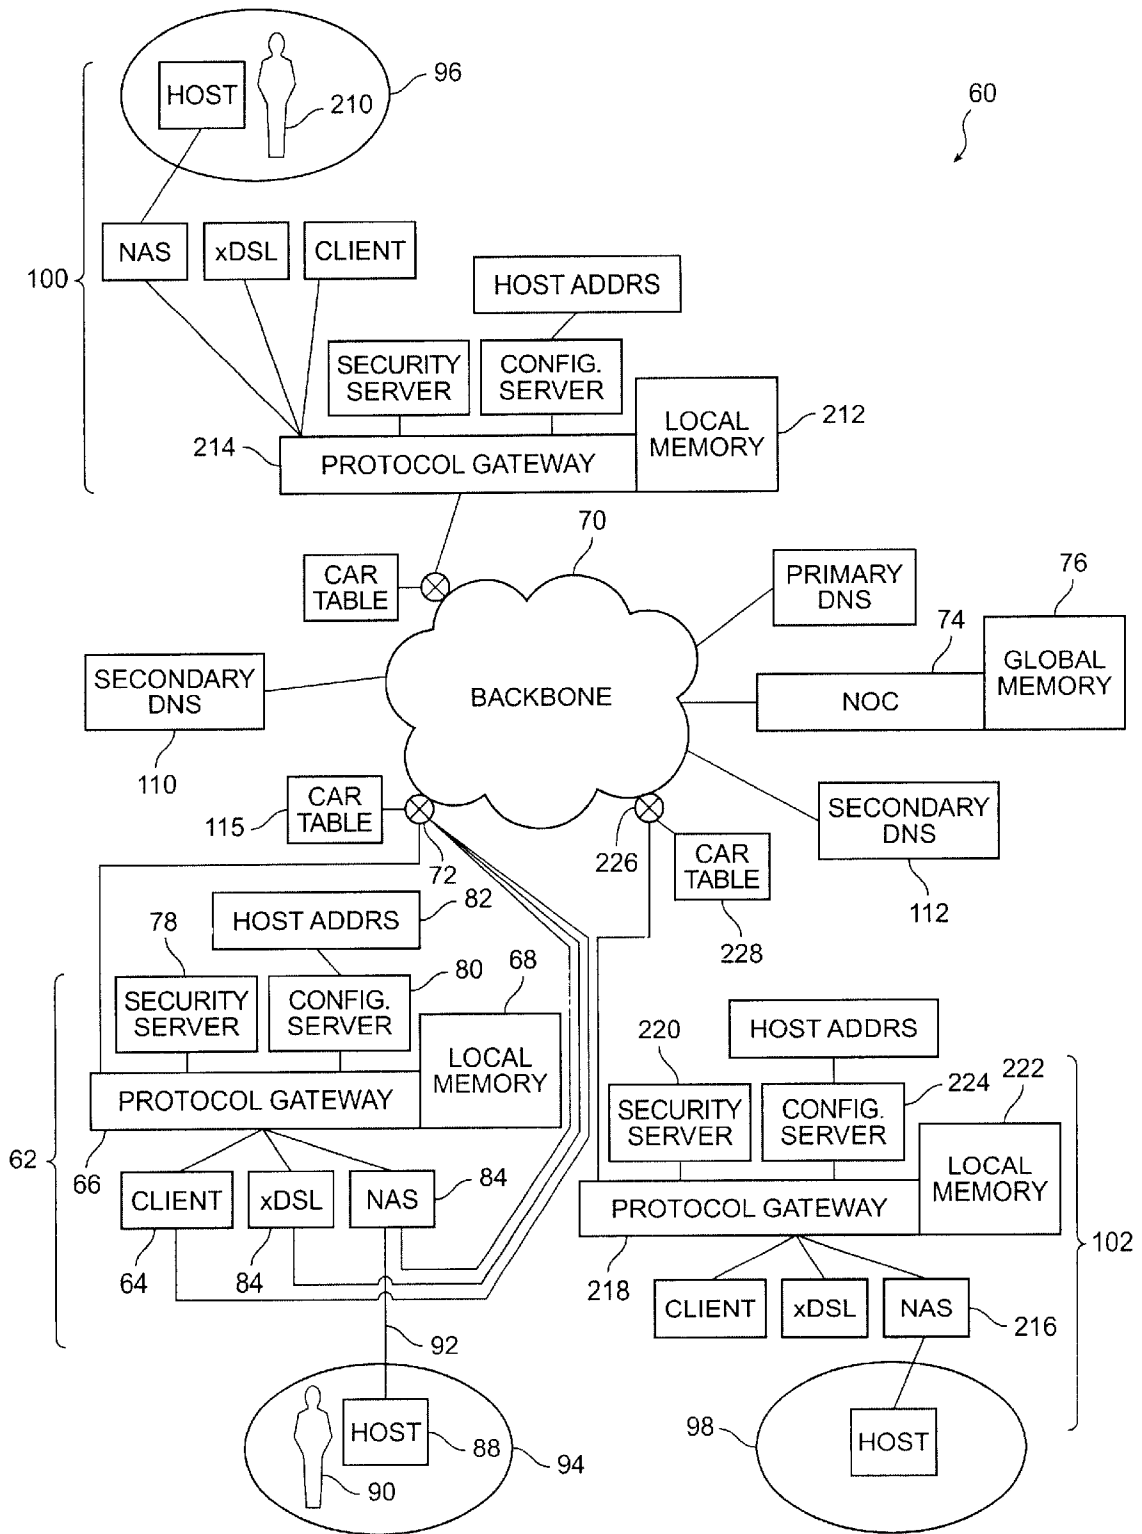 96
HOST
210
60
NAS
xDSL
CLIENT
100
HOST ADDRS
SECURITY
SERVER
CONFIG.
SERVER
LOCAL
MEMORY
212
214
PROTOCOL GATEWAY
70
CAR
TABLE
PRIMARY
DNS
76
74
GLOBAL
MEMORY
SECONDARY
DNS
BACKBONE
NOC
110
CAR
TABLE
115
72
226
SECONDARY
DNS
CAR
TABLE
112
228
82
HOST ADDRS
78
80
68
SECURITY
SERVER
CONFIG.
SERVER
LOCAL
MEMORY
PROTOCOL GATEWAY
62
66
CLIENT
xDSL
NAS
84
64
84
HOST ADDRS
220
224
222
SECURITY
SERVER
CONFIG.
SERVER
LOCAL
MEMORY
PROTOCOL GATEWAY
102
218
CLIENT
xDSL
NAS
216
92
HOST
88
94
90
98
HOST